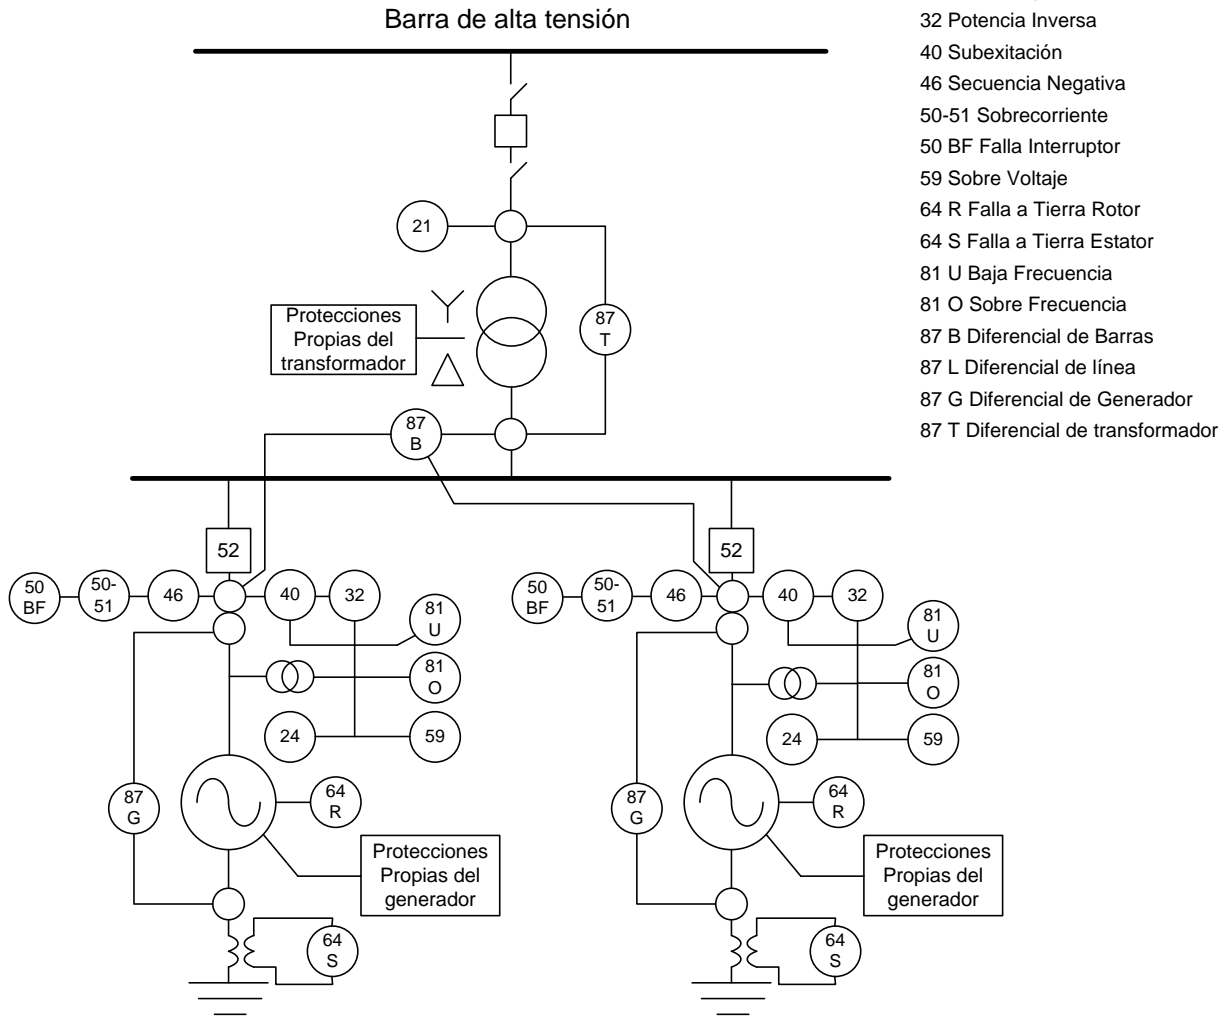 Barra de alta tensión
32 Potencia Inversa
40 Subexitación
46 Secuencia Negativa
50-51 Sobrecorriente
50 BF Falla Interruptor
59 Sobre Voltaje
64 R Falla a Tierra Rotor
64 S Falla a Tierra Estator
81 U Baja Frecuencia
81 O Sobre Frecuencia
87 B Diferencial de Barras
87 L Diferencial de línea
87 G Diferencial de Generador
87 T Diferencial de transformador
21
Protecciones
Propias del
transformador
87
T
87
B
52
52
50
BF
50-
51
46
40
32
81
U
81
O
24
59
87
G
64
R
Protecciones
Propias del
generador
64
S
50
BF
50-
51
46
40
32
81
U
81
O
24
59
87
G
64
R
Protecciones
Propias del
generador
64
S